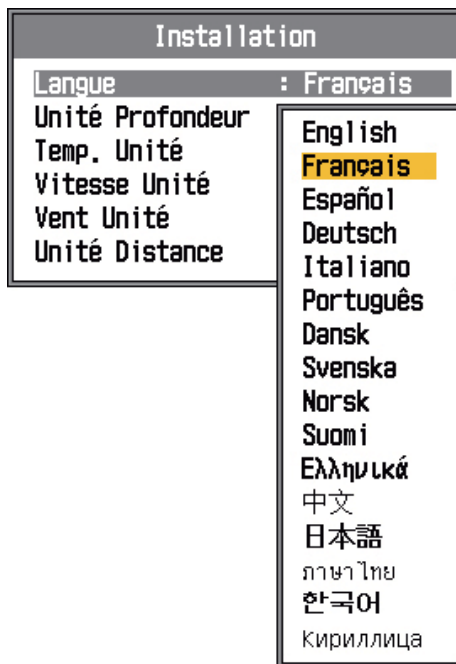 Installation
Langue : Français
Unité Profondeur
Temp. Unité
Vitesse Unité
Vent Unité
Unité Distance
English
Français
Español
Deutsch
Italiano
Português
Dansk
Svenska
Norsk
Suomi
Ελληνικά
中文
日本語
ภาษาไทย
한국어
Кириллица